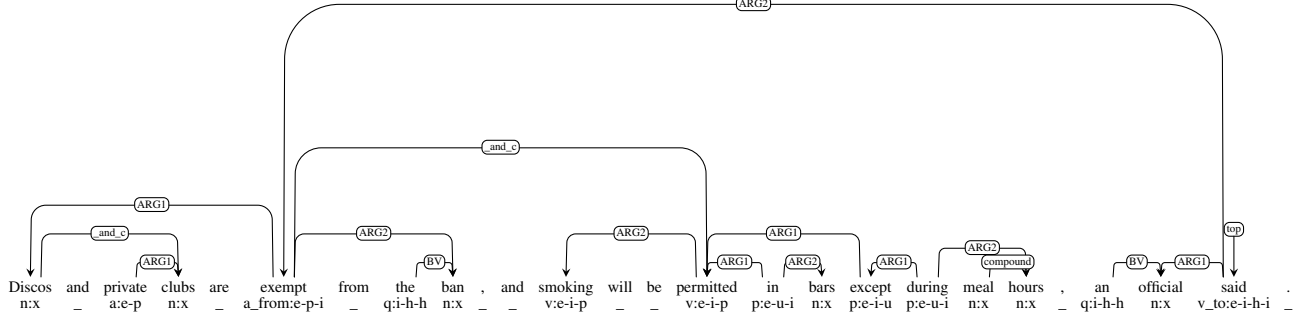 ARG2
_and_c
ARG1
_and_c ARG2 ARG2 ARG1 top
ARG2
ARG1 BV ARG1 ARG2 ARG1 compound BV ARG1
Discos and private clubs are exempt from the ban , and smoking will be permitted in bars except during meal hours , an official said .
n:x _ a:e-p n:x _ a_from:e-p-i _ q:i-h-h n:x _ _ v:e-i-p _ _ v:e-i-p p:e-u-i n:x p:e-i-u p:e-u-i n:x n:x _ q:i-h-h n:x v_to:e-i-h-i _